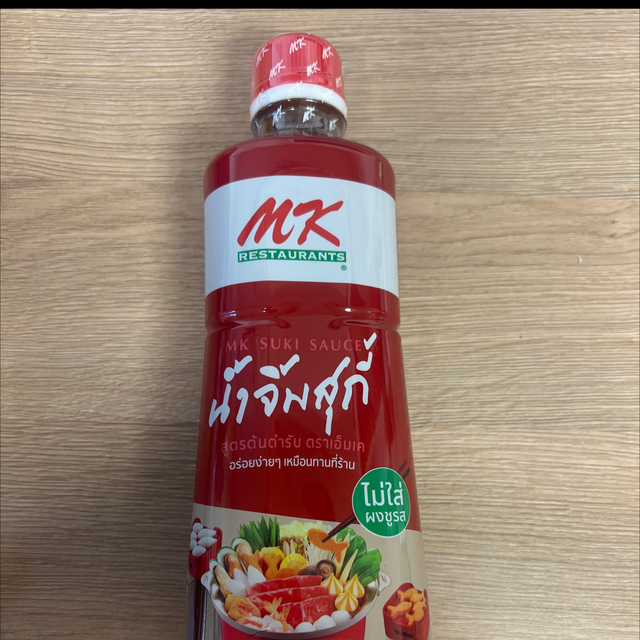 MK MK MK
MK
RESTAURANTS
®
MK SUKI SAUCE
น้ำจิ้มสุกี้
สูตรต้นตำรับ ตราเอ็มเค
อร่อยง่ายๆ เหมือนทานที่ร้าน
ไม่ใส่
ผงชูรส